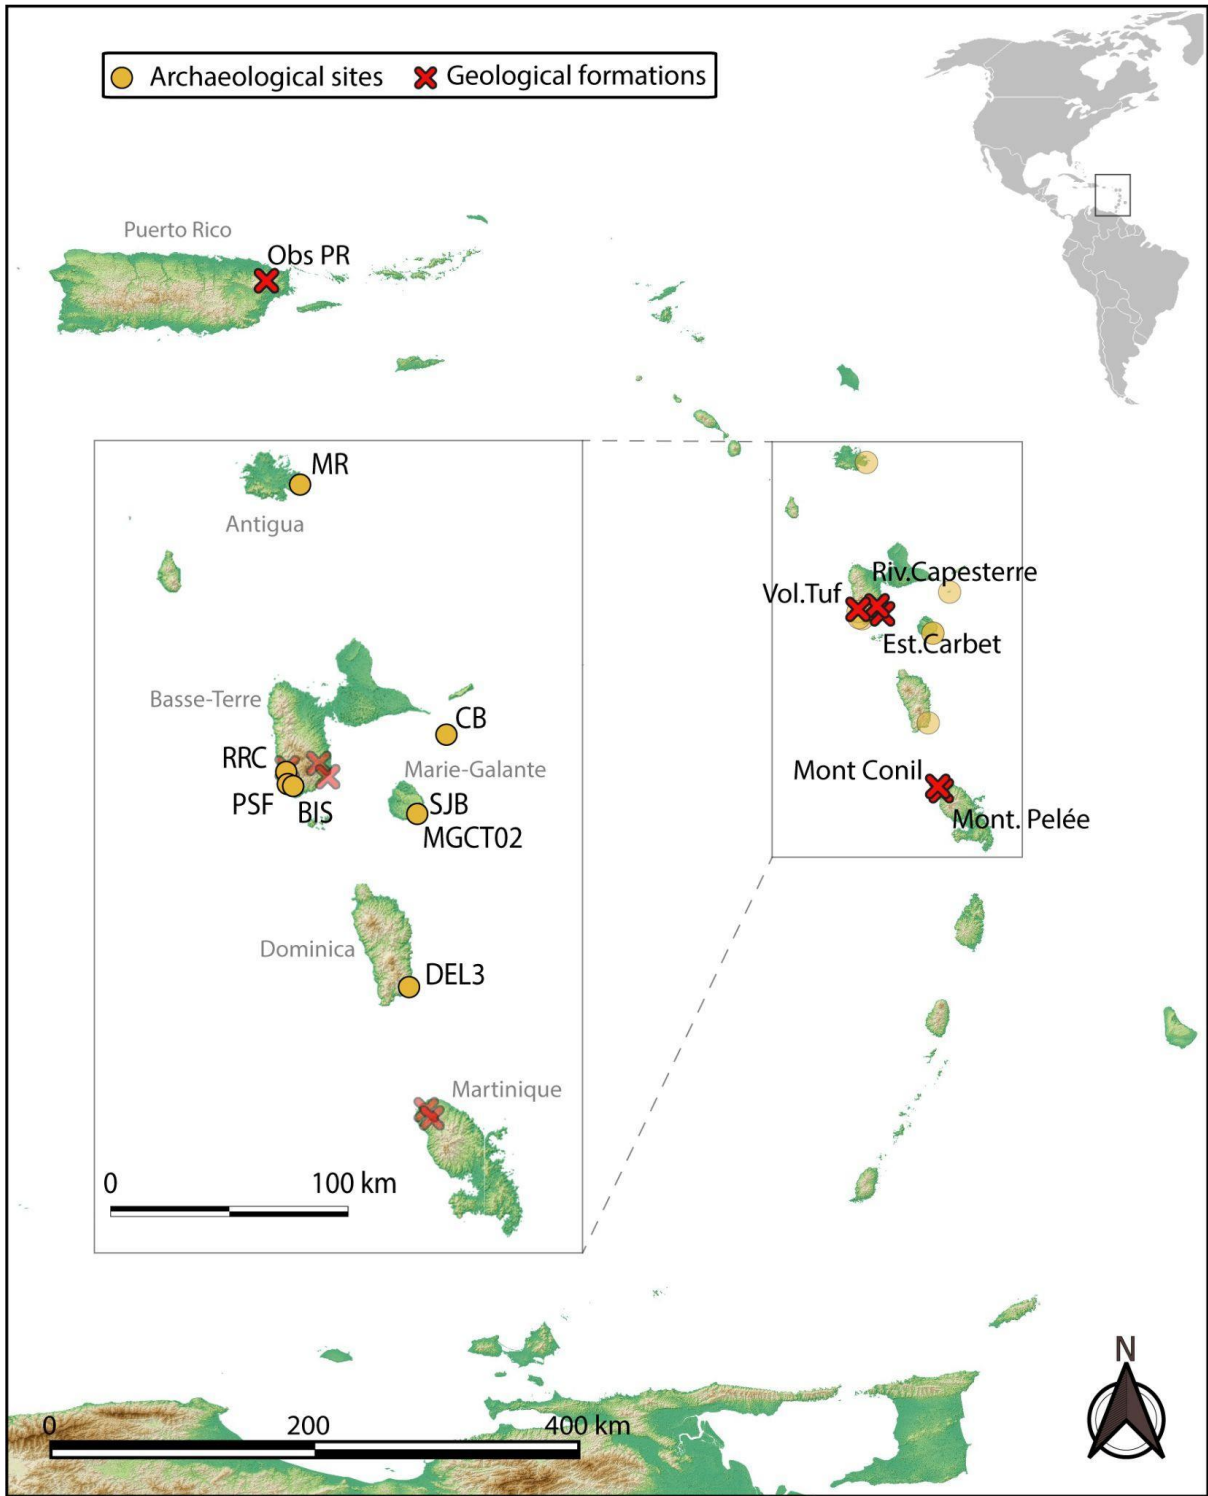 Archaeological sites
Geological formations
Puerto Rico
Obs PR
MR
Antigua
Riv.Capesterre
Vol.Tuf
Est.Carbet
Basse-Terre
CB
RRC
Marie-Galante
PSF
BJS
SJB
MGCT02
Mont Conil
Mont. Pelée
Dominica
DEL3
Martinique
0 100 km
N
0 200 400 km